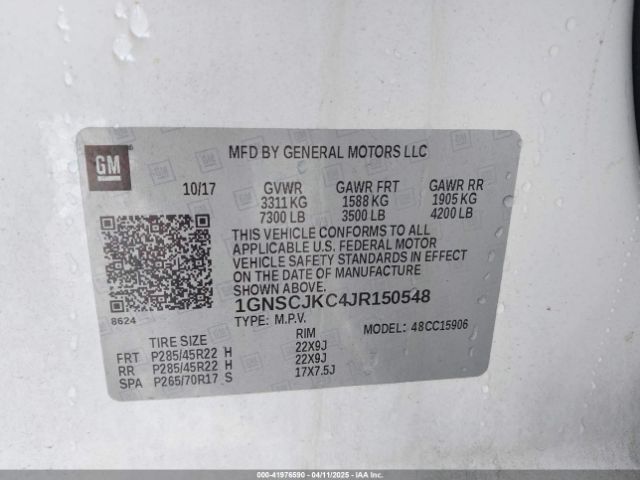 GM
MFD BY GENERAL MOTORS LLC
10/17 GVWR GAWR FRT GAWR RR
3311 KG 1588 KG 1905 KG
7300 LB 3500 LB 4200 LB
THIS VEHICLE CONFORMS TO ALL
APPLICABLE U.S. FEDERAL MOTOR
VEHICLE SAFETY STANDARDS IN EFFECT
ON THE DATE OF MANUFACTURE
SHOWN ABOVE.
1GNSCJKC4JR150548
8624 TYPE: M.P.V. MODEL: 48CC15906
TIRE SIZE RIM
FRT P285/45R22 H 22X9J
RR P285/45R22 H 22X9J
SPA P265/70R17 S 17X7.5J
000-41976590 - 04/11/2025 - IAAI.COM